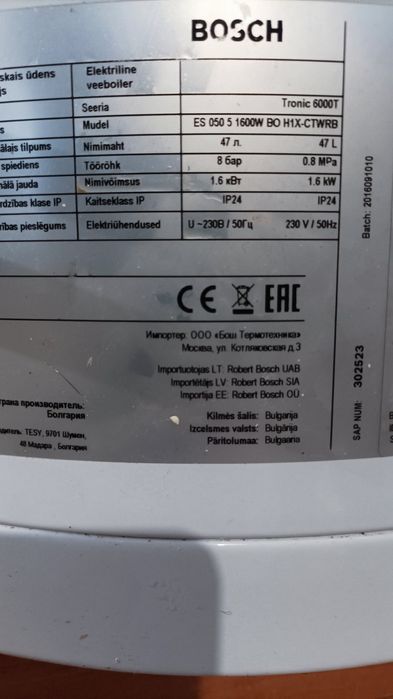 BOSCH
skais ūdens Elektriline
js veeboiler
Seeria Tronic 6000T
s Mudel ES 050 5 1600W BO H1X-CTWRB
ālais tilpums Nimimaht 47 л. 47 L
spiediens Töörõhk 8 бар 0.8 MPa
nālā jauda Nimivõimsus 1.6 кВт 1.6 kW
rdzības klase IP Kaitseklass IP IP24 IP24
rības pieslēgums Elektriühendused U ~230В / 50Гц 230 V / 50Hz
CE EAC
Импортер: ООО «Бош Термотехника»
Москва, ул. Котляковская д.3
Importuotojas LT: Robert Bosch UAB
Importētājs LV: Robert Bosch SIA
Importija EE: Robert Bosch OÜ
трана производитель:
Болгария
дитель: TESY, 9701 Шумен,
48 Мадара , Болгария
Kilmės šalis: Bulgarija
Izcelsmes valsts: Bulgārija
Päritolumaa: Bulgaaria
Batch: 2016091010
SAP NUM: 302523